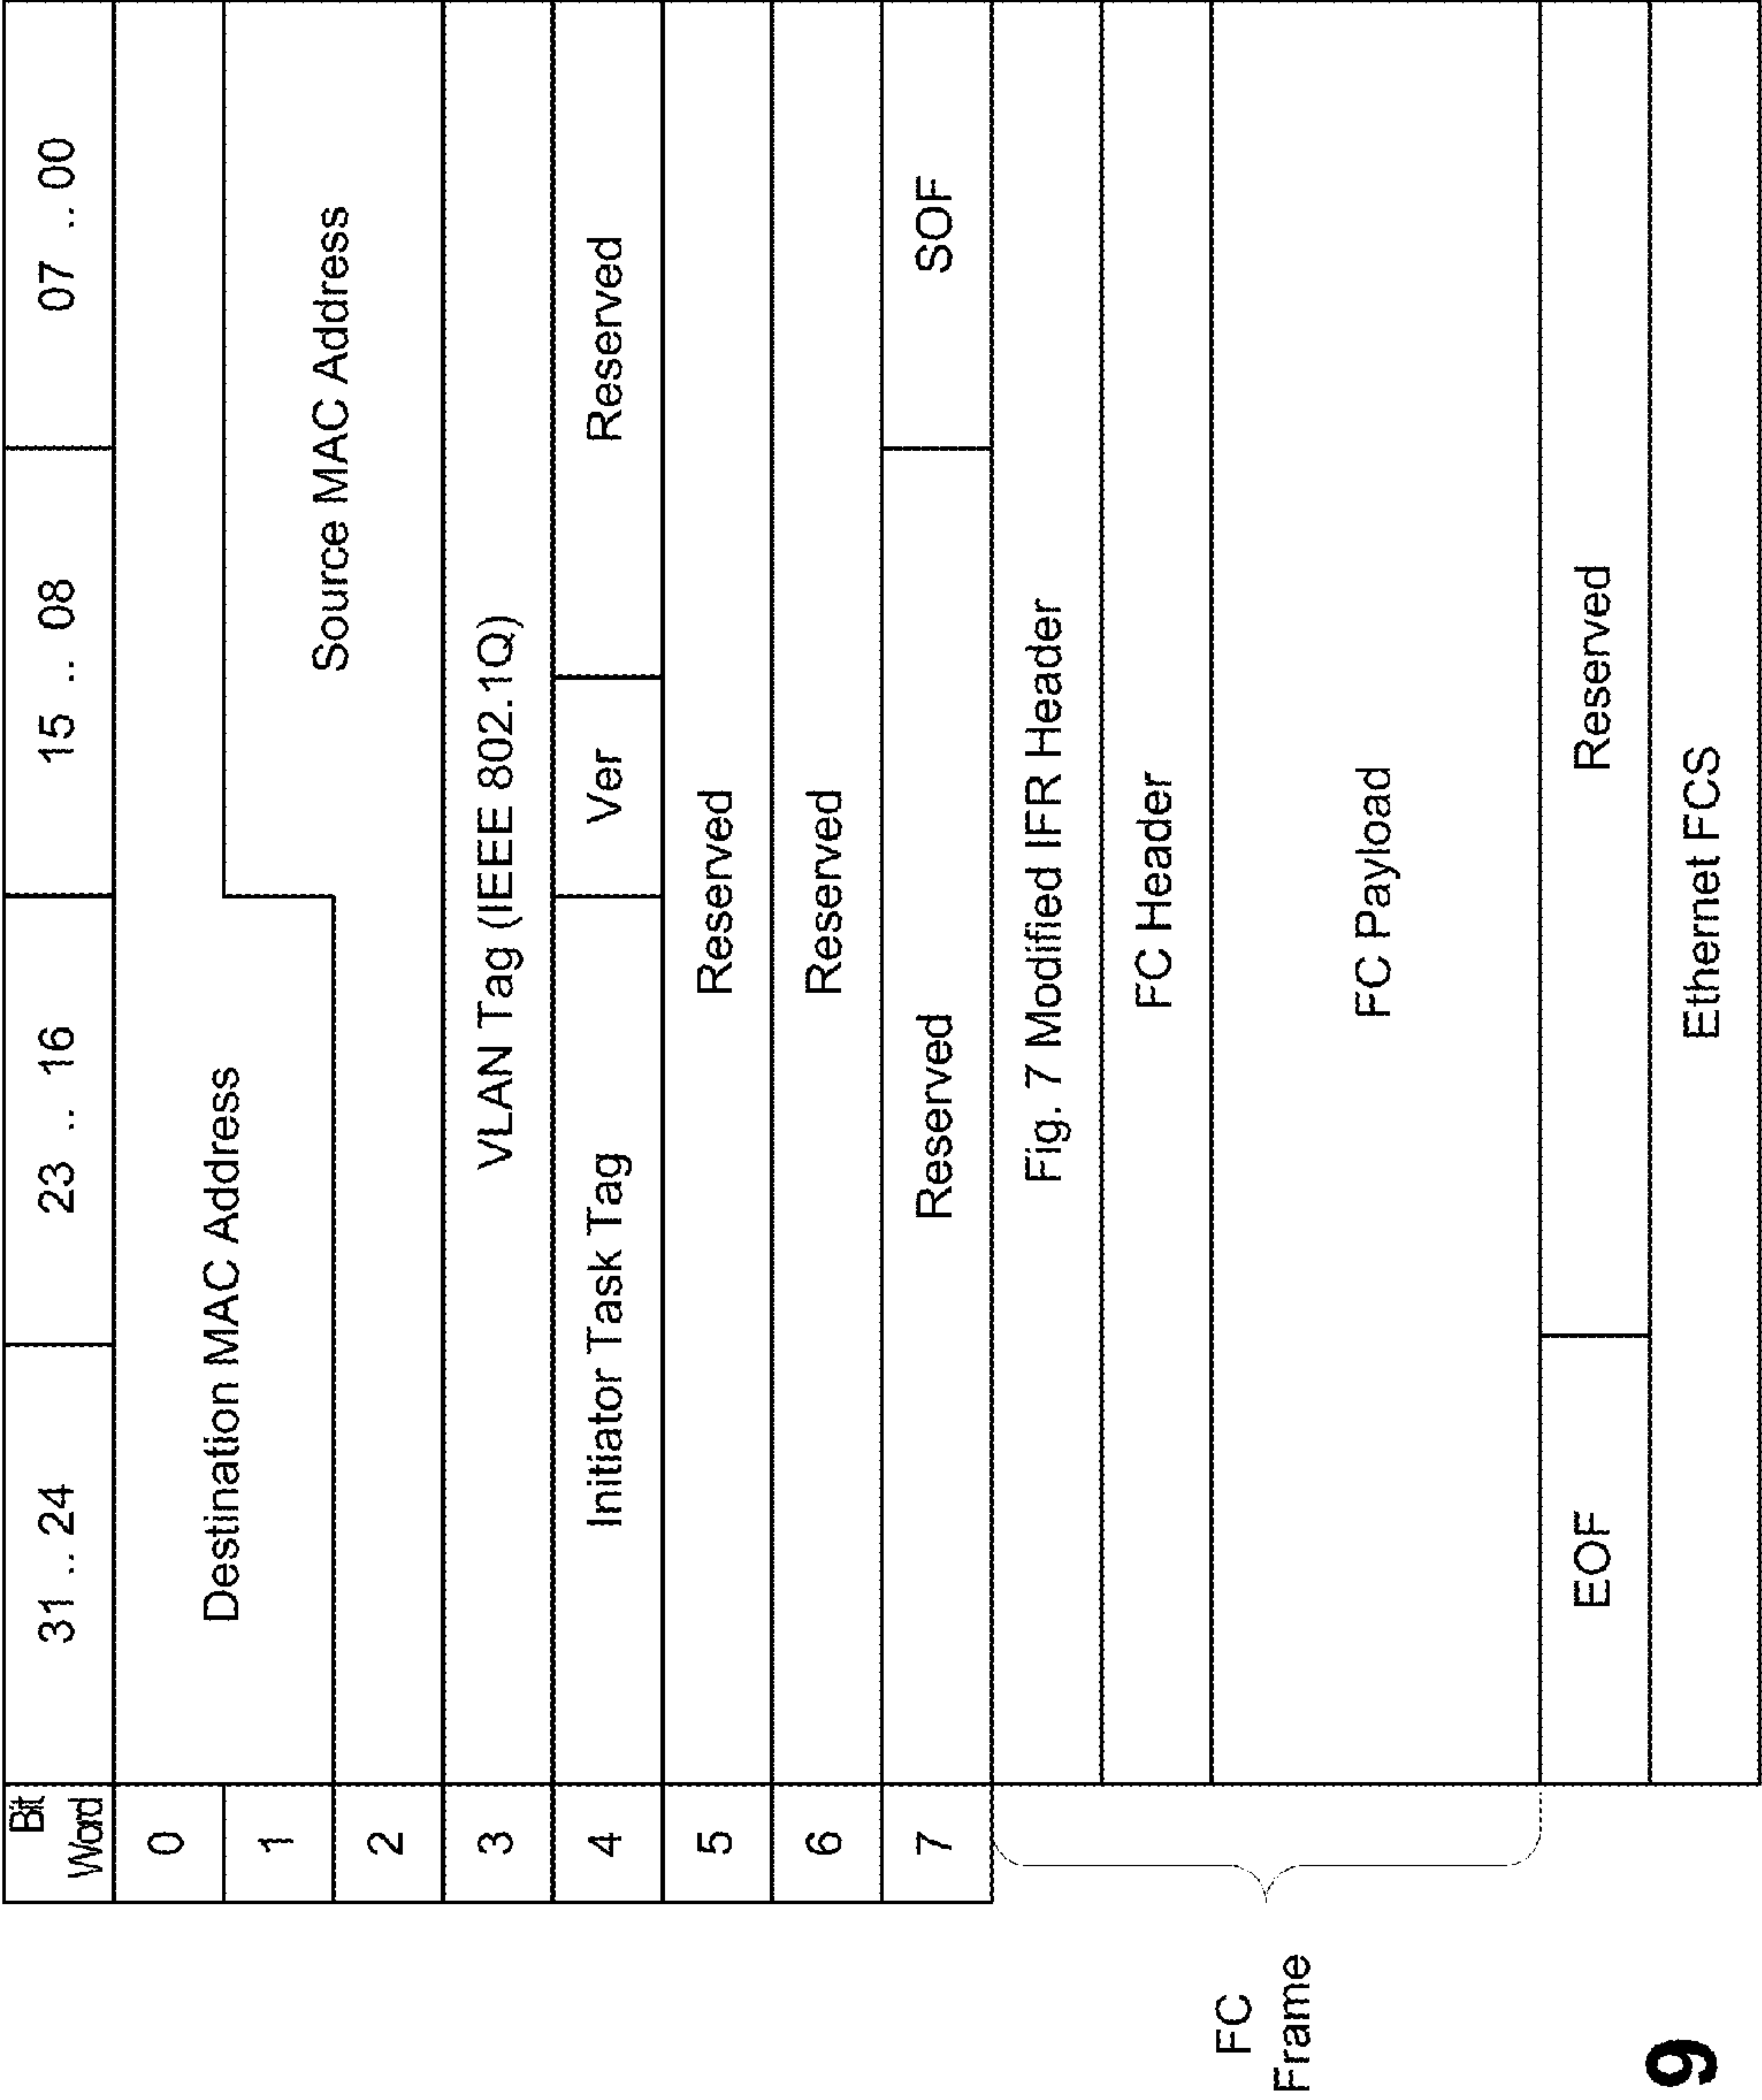 Bit
Word
31 .. 24
23 .. 16
15 .. 08
07 .. 00
0
Destination MAC Address
1
Source MAC Address
2
3
VLAN Tag (IEEE 802.1Q)
4
Initiator Task Tag
Ver
Reserved
5
Reserved
6
Reserved
7
Reserved
SOF
Fig. 7 Modified IFR Header
FC
Frame
FC Header
FC Payload
EOF
Reserved
Ethernet FCS
9